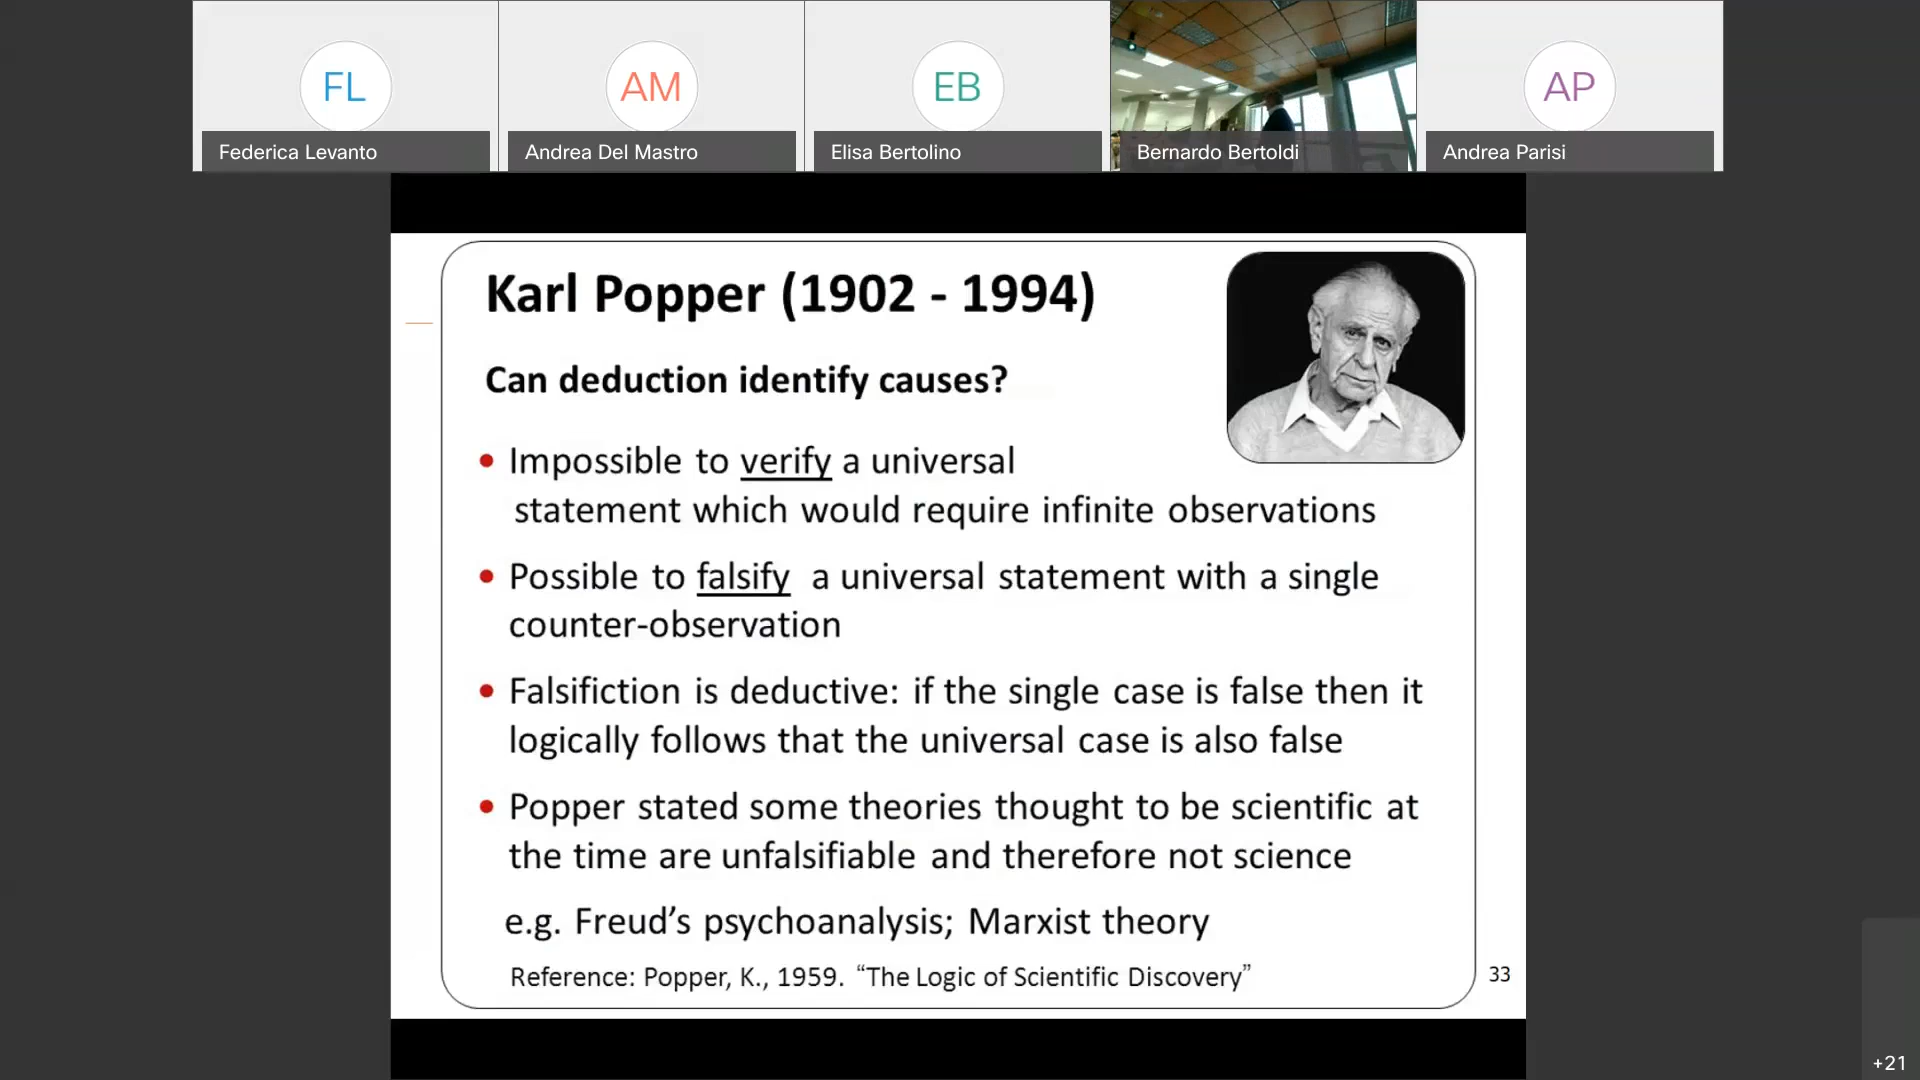 FL
AM
EB
AP
Federica Levanto
Andrea Del Mastro
Elisa Bertolino
Bernardo Bertoldi
Andrea Parisi
Karl Popper (1902 - 1994)
Can deduction identify causes?
• Impossible to verify a universal
statement which would require infinite observations
• Possible to falsify a universal statement with a single
counter-observation
• Falsifiction is deductive: if the single case is false then it
logically follows that the universal case is also false
• Popper stated some theories thought to be scientific at
the time are unfalsifiable and therefore not science
e.g. Freud’s psychoanalysis; Marxist theory
Reference: Popper, K., 1959. “The Logic of Scientific Discovery”
33
+21